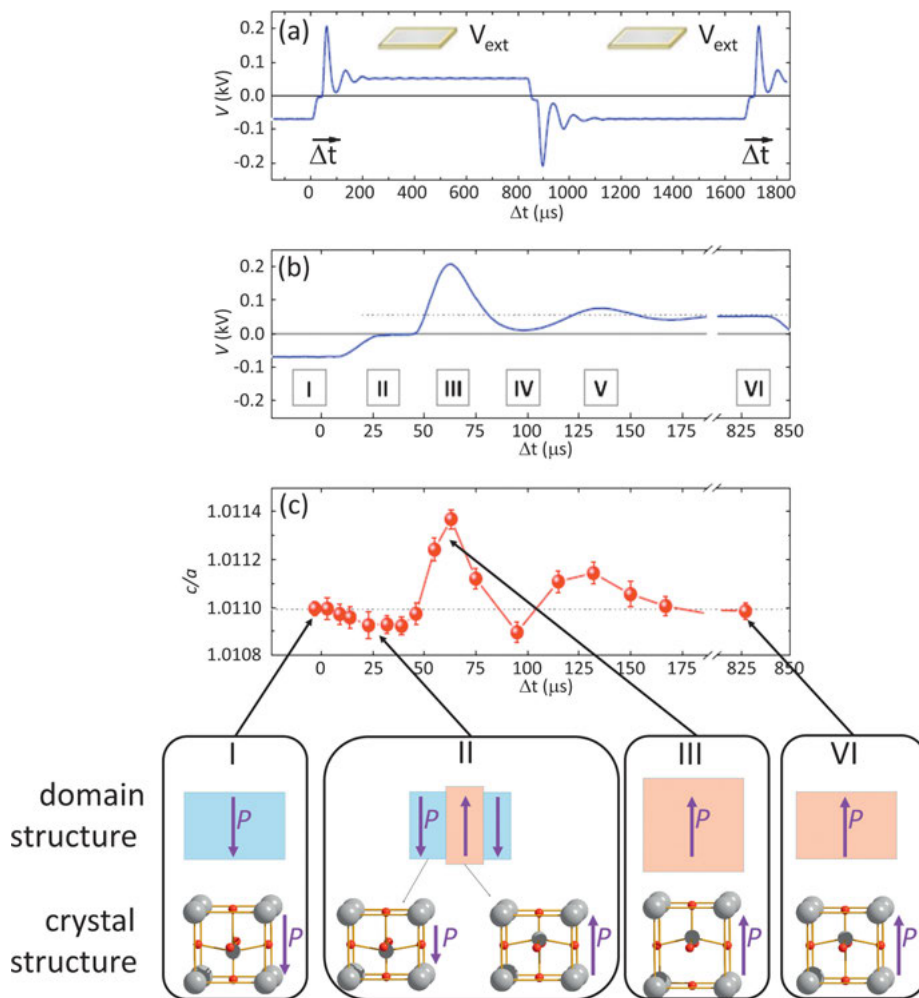 (a)
V_ext
V_ext
V (kV)
0.2
0.1
0.0
-0.1
-0.2
Δt
Δt
0 200 400 600 800 1000 1200 1400 1600 1800
Δt (μs)
(b)
V (kV)
0.2
0.1
0.0
-0.1
-0.2
I II III IV V VI
0 25 50 75 100 125 150 175 825 850
Δt (μs)
(c)
c/a
1.0114
1.0112
1.0110
1.0108
0 25 50 75 100 125 150 175 825 850
Δt (μs)
I II III VI
domain
structure
P P P P
crystal
structure
P P P P P